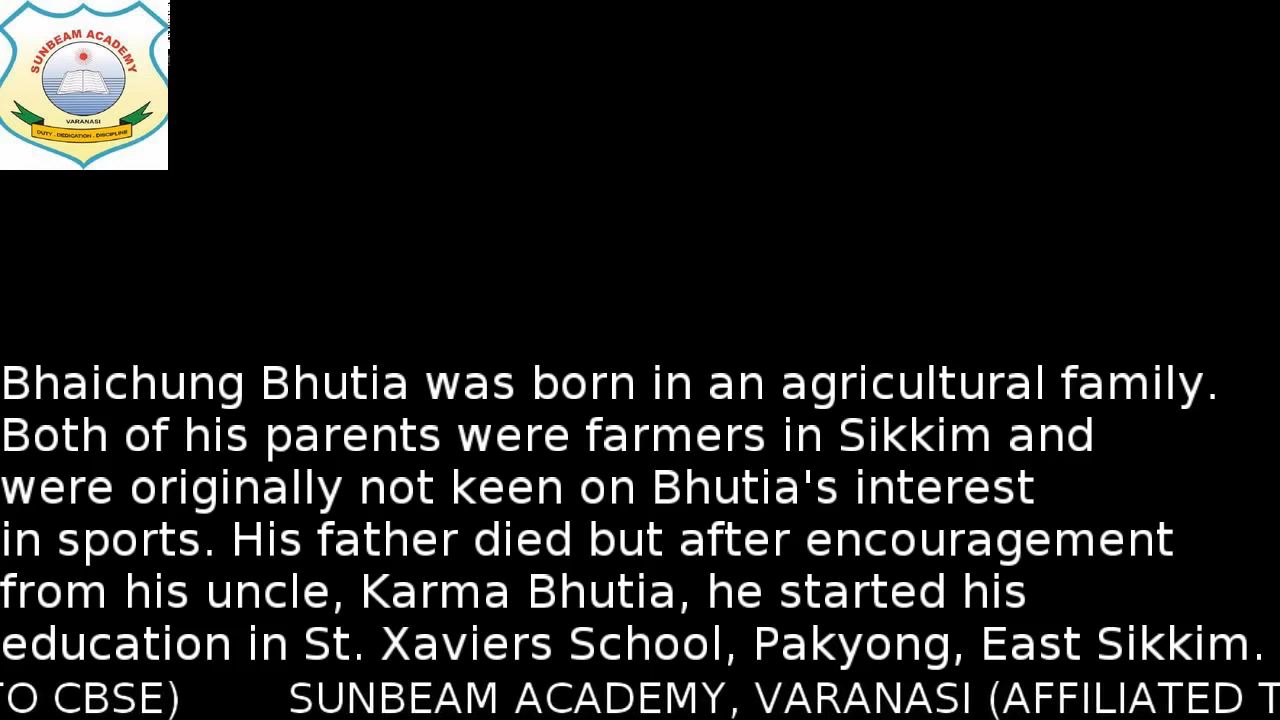 SUNBEAM ACADEMY
VARANASI
DUTY . DEDICATION . DISCIPLINE
Bhaichung Bhutia was born in an agricultural family.
Both of his parents were farmers in Sikkim and
were originally not keen on Bhutia's interest
in sports. His father died but after encouragement
from his uncle, Karma Bhutia, he started his
education in St. Xaviers School, Pakyong, East Sikkim.
TO CBSE) SUNBEAM ACADEMY, VARANASI (AFFILIATED T